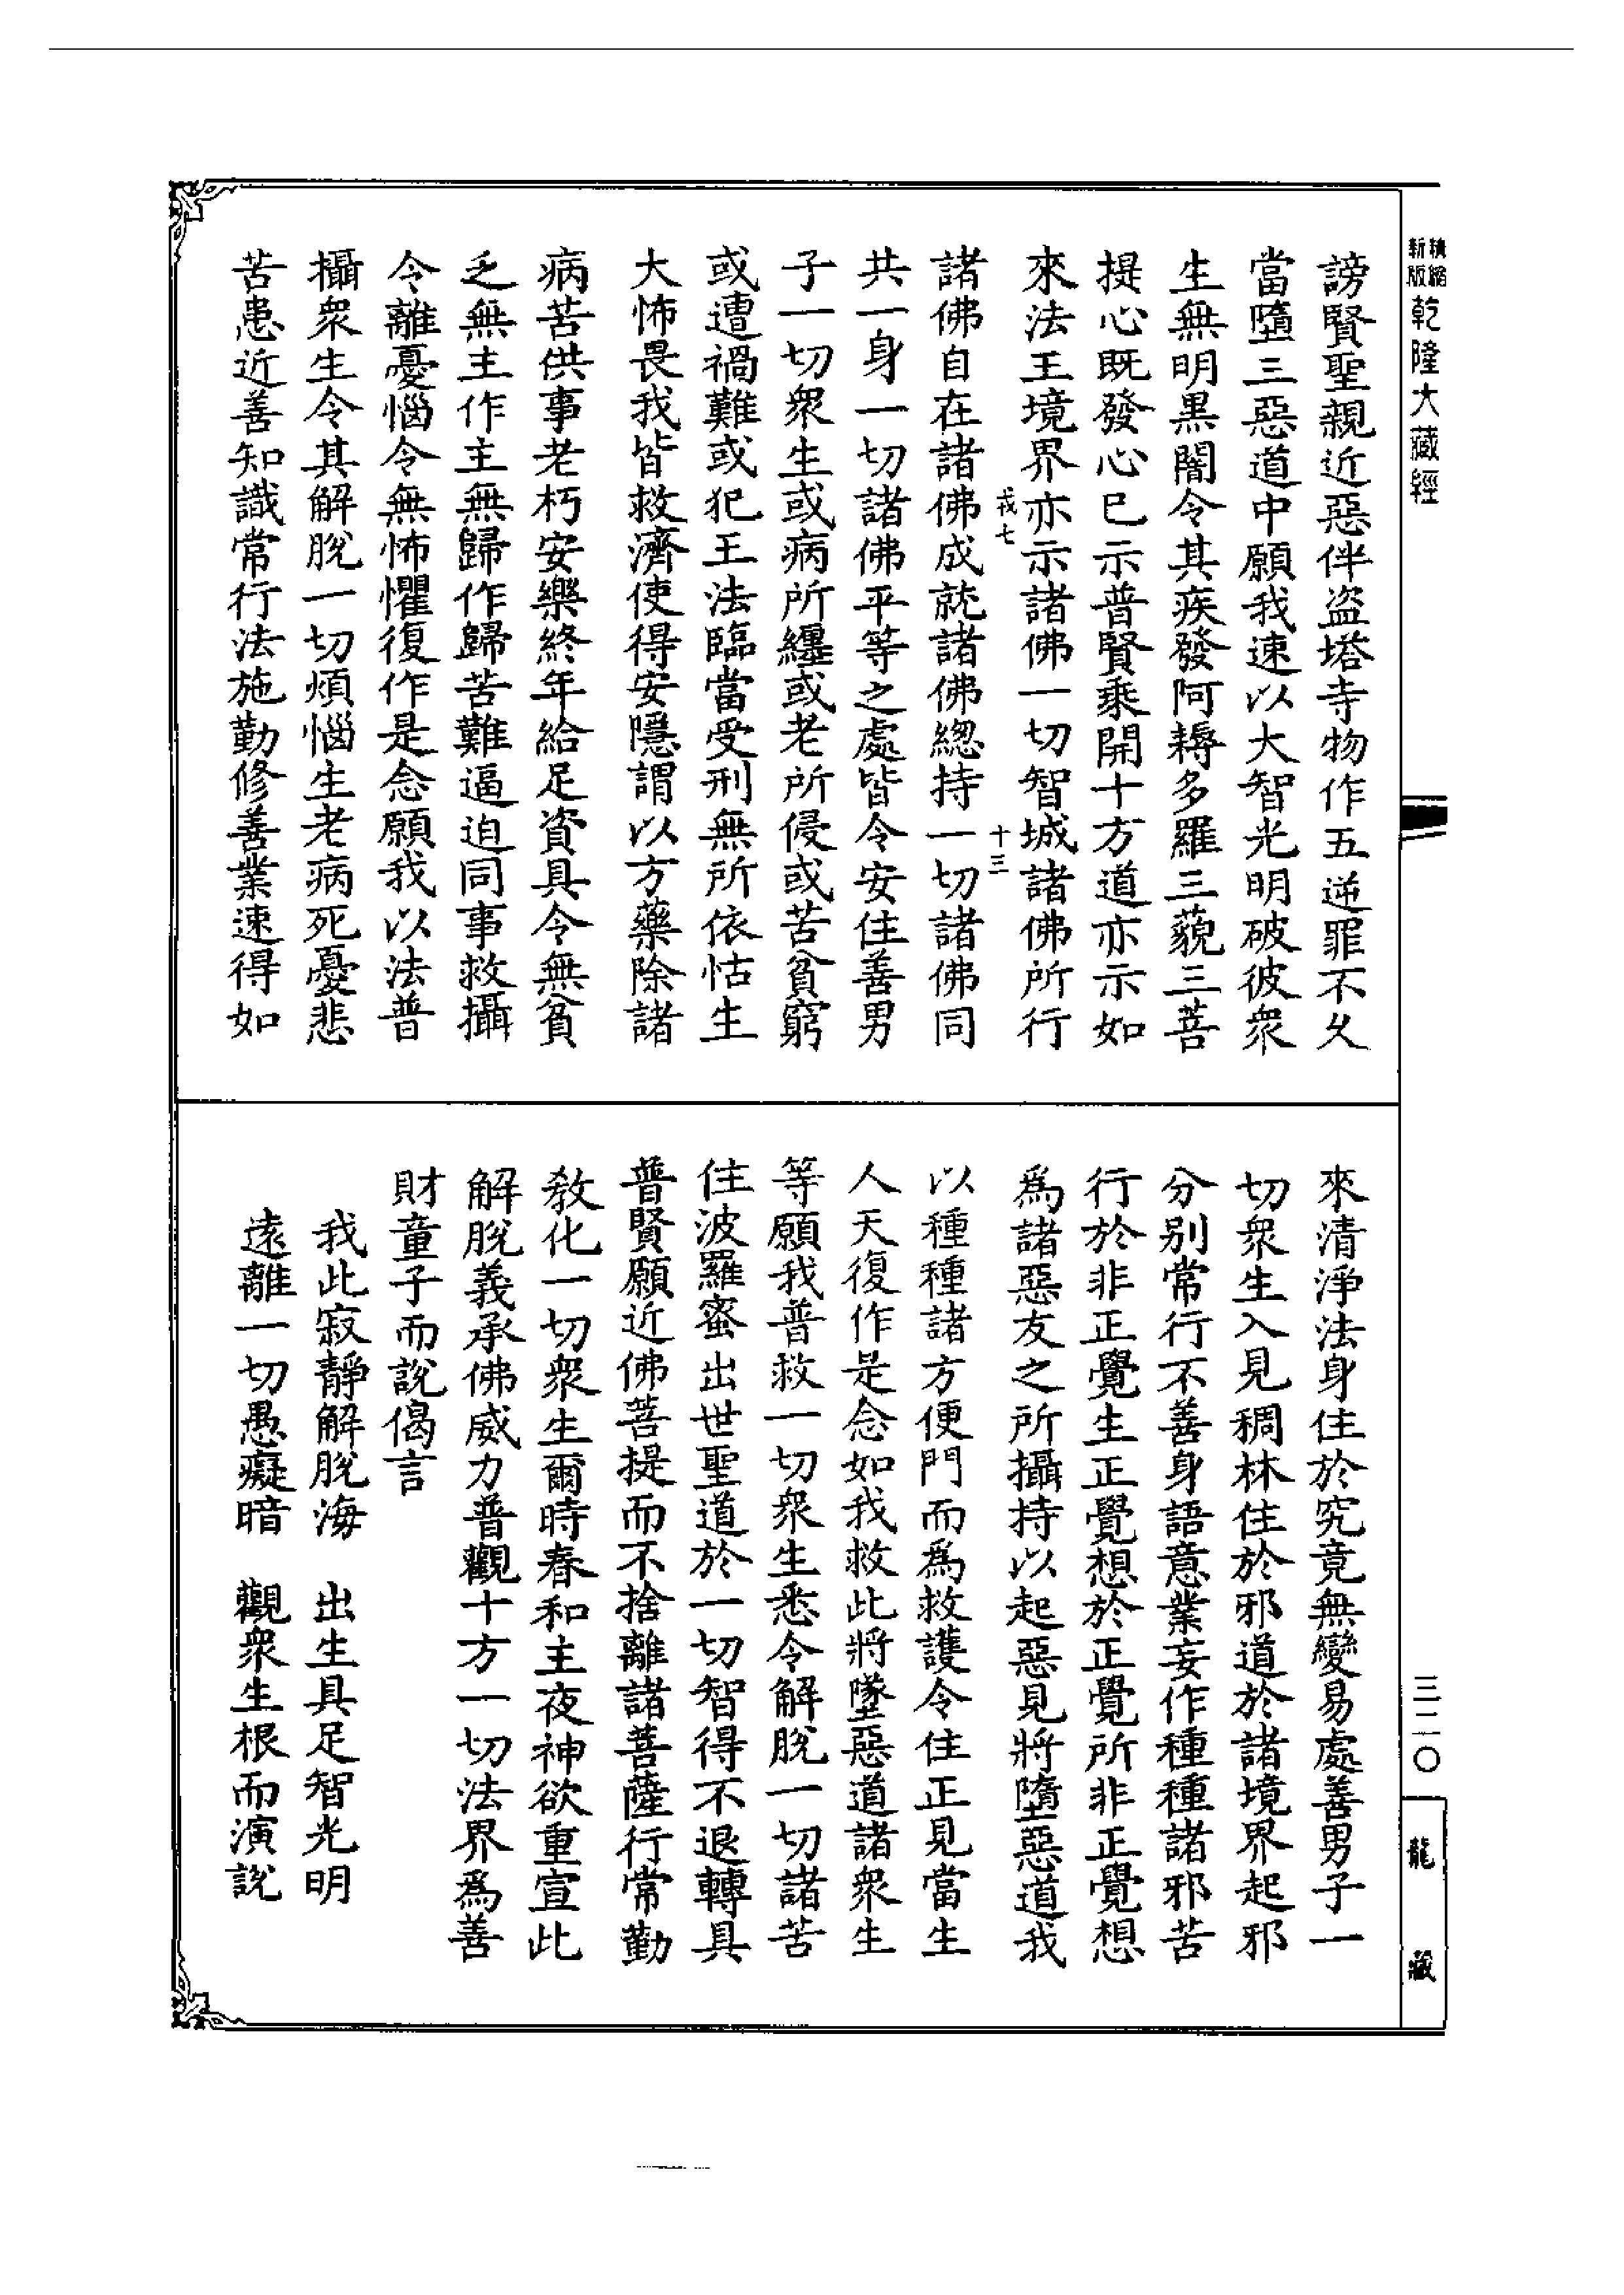 精縮
新版
乾隆大藏經
謗賢聖親近惡伴盜塔寺物作五逆罪不久
當墮三惡道中願我速以大智光明破彼衆
生無明黑闇令其疾發阿耨多羅三藐三菩
提心既發心已示普賢乘開十方道亦示如
來法王境界亦示諸佛一切智城諸佛所行
戎七
十三
諸佛自在諸佛成就諸佛總持一切諸佛同
共一身一切諸佛平等之處皆令安住善男
子一切衆生或病所纏或老所侵或苦貧窮
或遭禍難或犯王法臨當受刑無所依怙生
大怖畏我皆救濟使得安隱謂以方藥除諸
病苦供事老朽安樂終年給足資具令無貧
乏無主作主無歸作歸苦難逼迫同事救攝
令離憂惱令無怖懼復作是念願我以法普
攝衆生令其解脫一切煩惱生老病死憂悲
苦患近善知識常行法施勤修善業速得如
來清淨法身住於究竟無變易處善男子一
切衆生入見稠林住於邪道於諸境界起邪
分別常行不善身語意業妄作種種諸邪苦
行於非正覺生正覺想於正覺所非正覺想
爲諸惡友之所攝持以起惡見將墮惡道我
以種種諸方便門而爲救護令住正見當生
人天復作是念如我救此將墜惡道諸衆生
等願我普救一切衆生悉令解脫一切諸苦
住波羅蜜出世聖道於一切智得不退轉具
普賢願近佛菩提而不捨離諸菩薩行常勤
教化一切衆生爾時春和主夜神欲重宣此
解脫義承佛威力普觀十方一切法界爲善
財童子而說偈言
我此寂靜解脫海　出生具足智光明
遠離一切愚癡暗　觀衆生根而演說
三二〇
龍藏